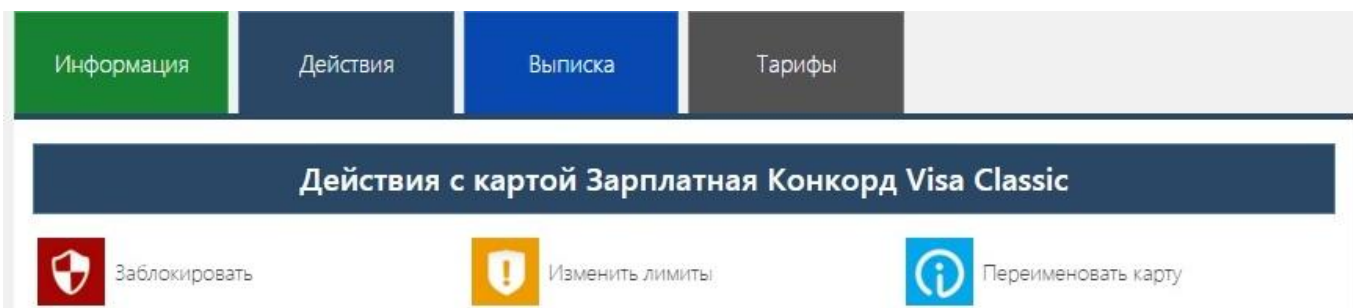 Информация Действия Выписка Тарифы
Действия с картой Зарплатная Конкорд Visa Classic
Заблокировать Изменить лимиты Переименовать карту